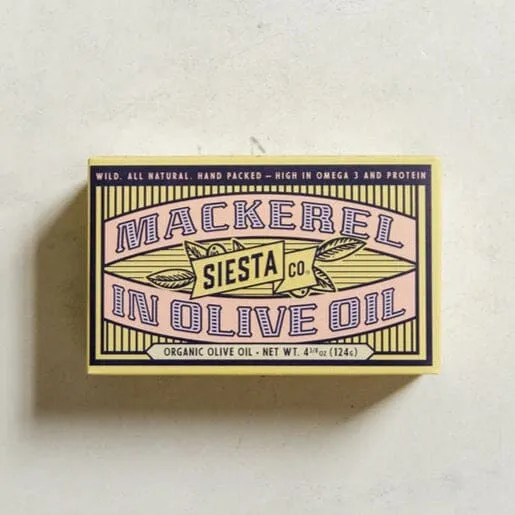 WILD. ALL NATURAL. HAND PACKED – HIGH IN OMEGA 3 AND PROTEIN
MACKEREL
SIESTA CO.
IN OLIVE OIL
ORGANIC OLIVE OIL • NET WT. 4 3/8 OZ (124G)